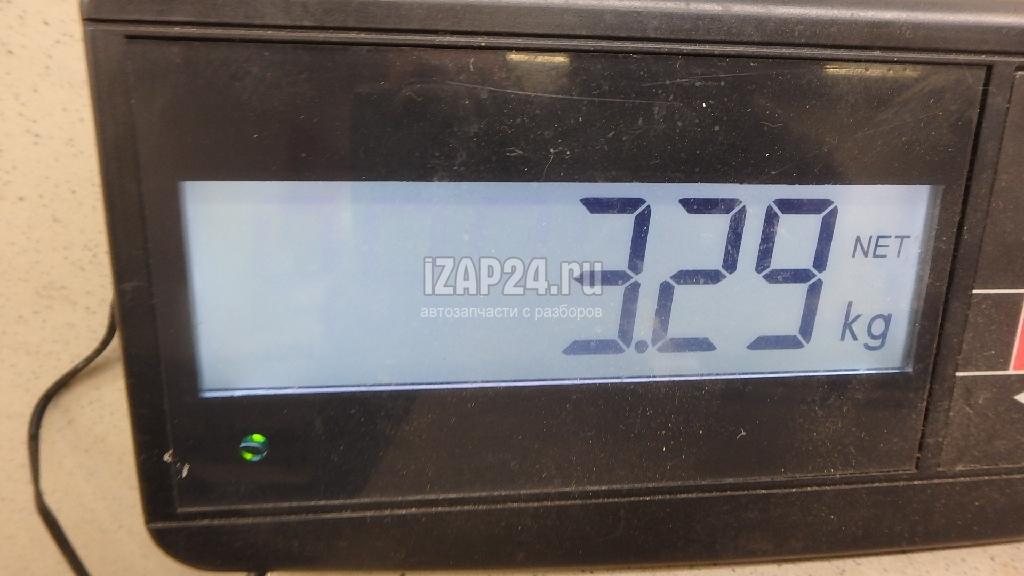 3.29
NET
kg
iZAP24.ru
автозапчасти с разборов